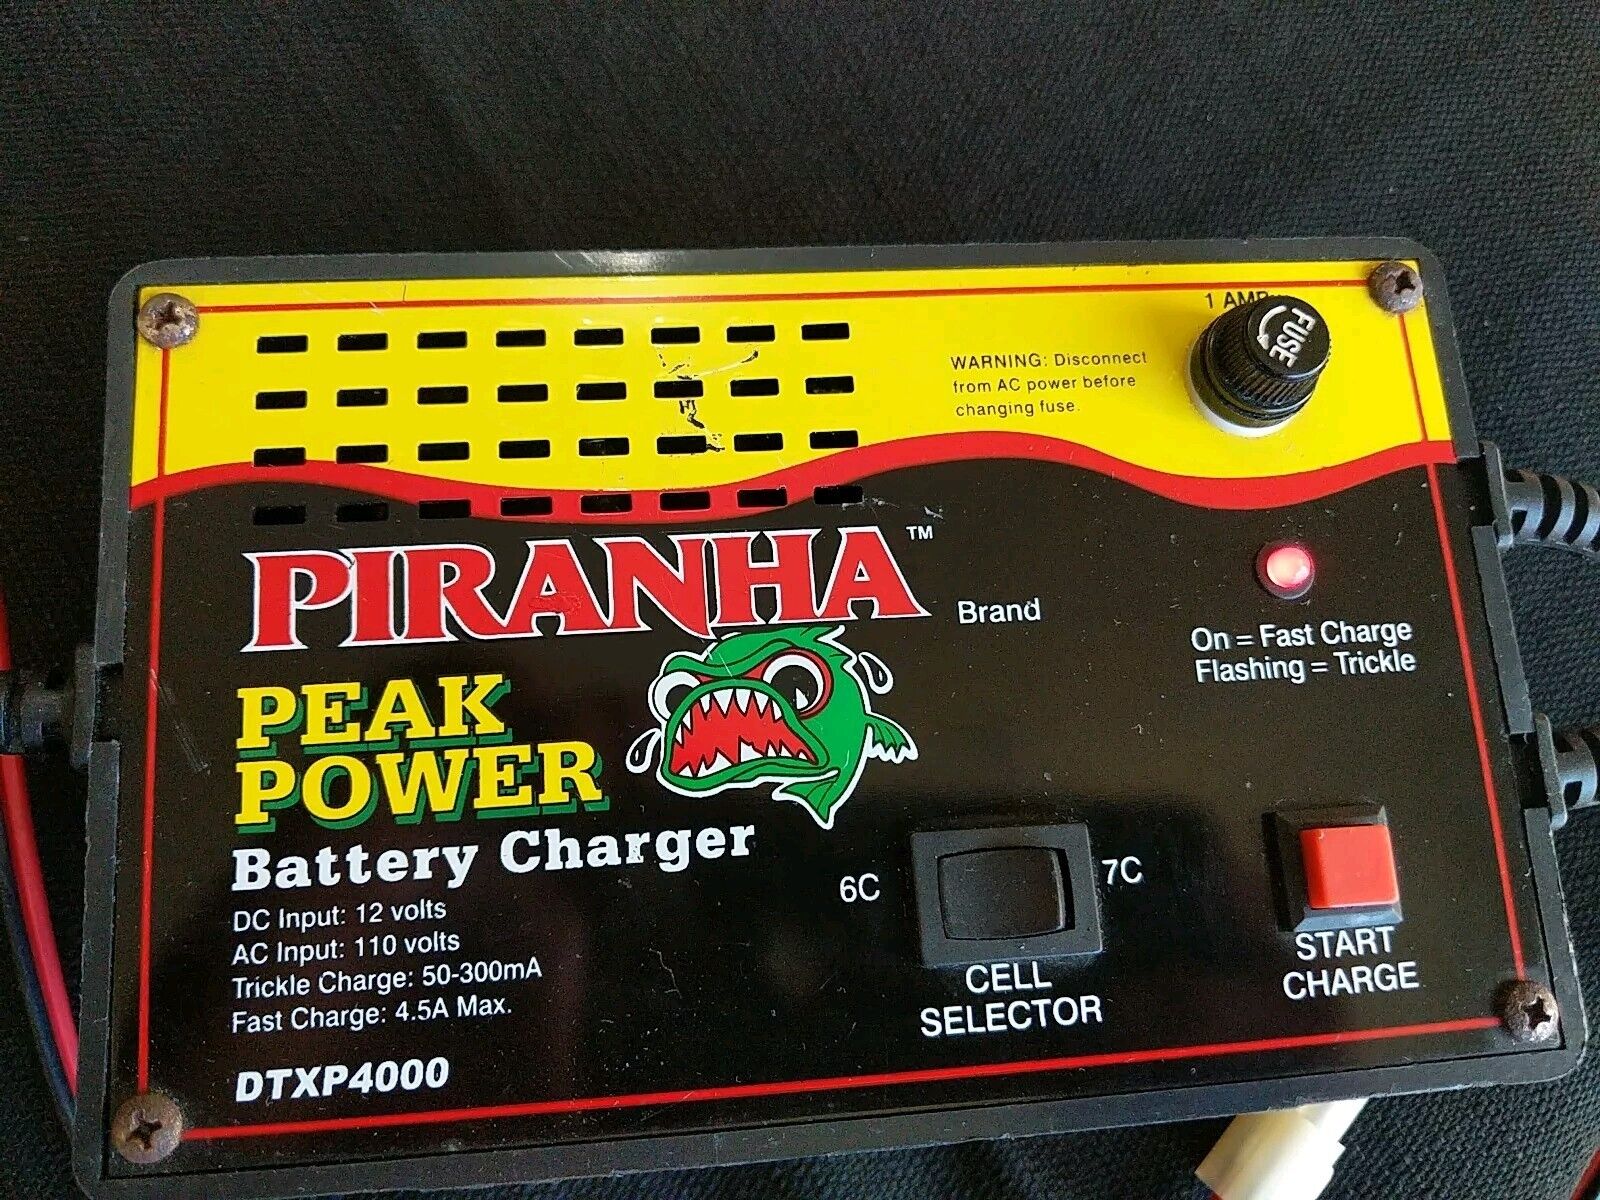 1 AMP
FUSE
WARNING: Disconnect
from AC power before
changing fuse.
PIRANHA™
Brand
On = Fast Charge
Flashing = Trickle
PEAK
POWER
Battery Charger
DC Input: 12 volts
AC Input: 110 volts
Trickle Charge: 50-300mA
Fast Charge: 4.5A Max.
DTXP4000
6C
7C
CELL
SELECTOR
START
CHARGE